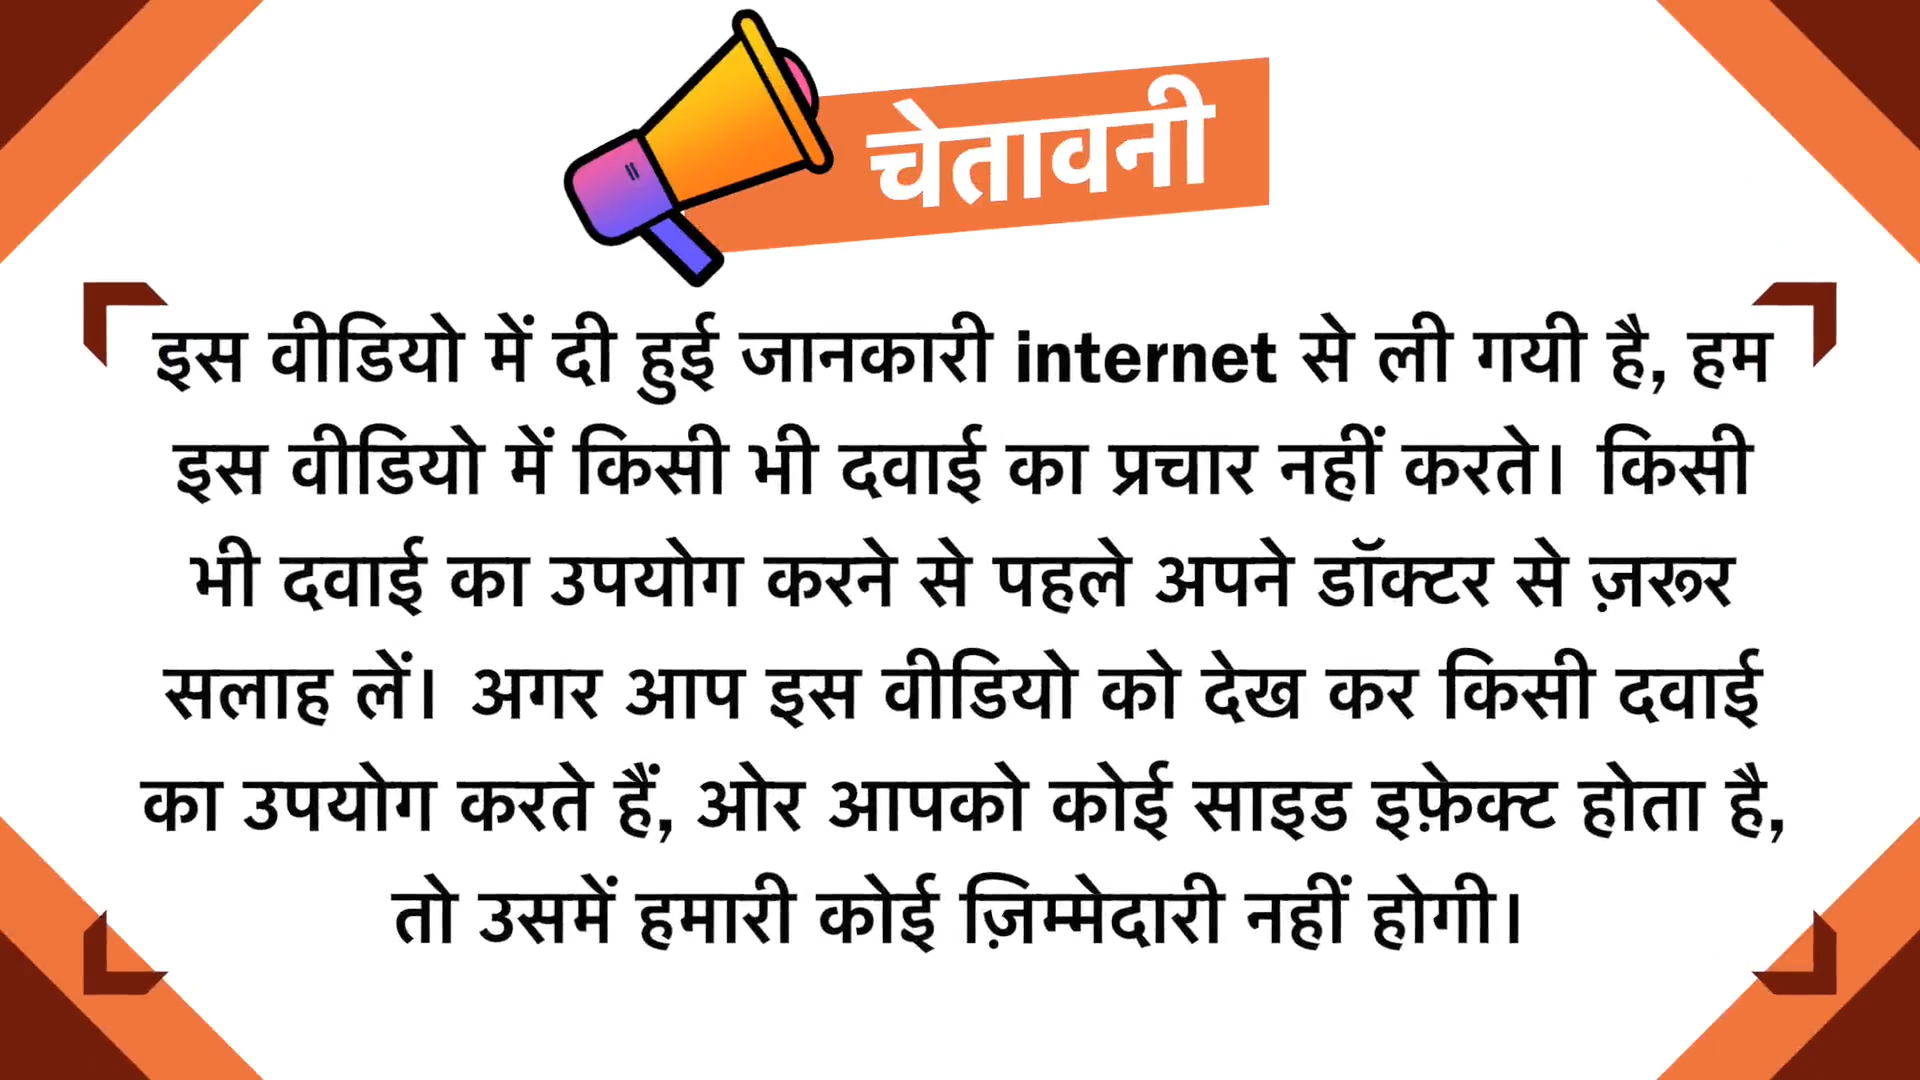 चेतावनी
इस वीडियो में दी हुई जानकारी internet से ली गयी है, हम
इस वीडियो में किसी भी दवाई का प्रचार नहीं करते। किसी
भी दवाई का उपयोग करने से पहले अपने डॉक्टर से ज़रूर
सलाह लें। अगर आप इस वीडियो को देख कर किसी दवाई
का उपयोग करते हैं, ओर आपको कोई साइड इफ़ेक्ट होता है,
तो उसमें हमारी कोई ज़िम्मेदारी नहीं होगी।